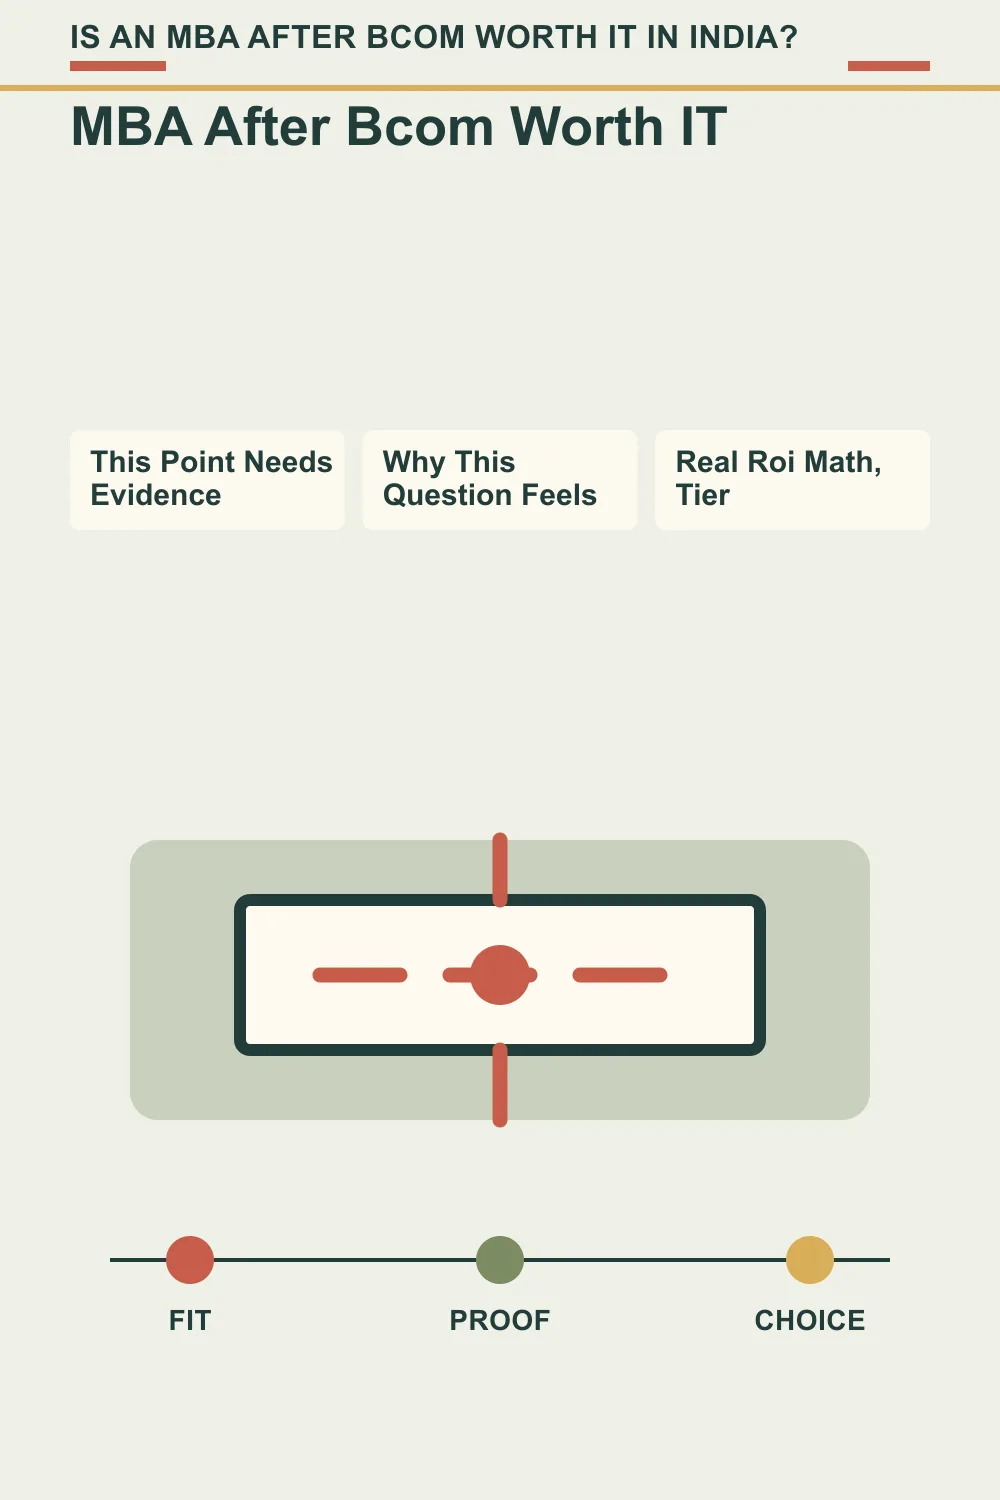 IS AN MBA AFTER BCOM WORTH IT IN INDIA?
MBA After Bcom Worth IT
This Point Needs
Evidence
Why This
Question Feels
Real Roi Math,
Tier
FIT
PROOF
CHOICE